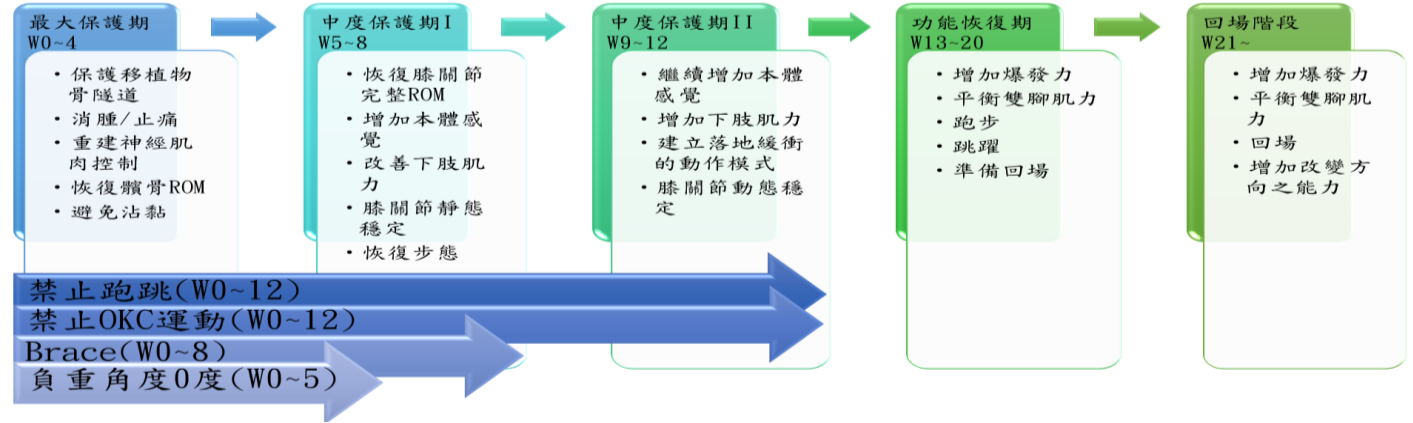 最大保護期
W0~4
・保護移植物
骨隧道
・消腫/止痛
・重建神經肌
肉控制
・恢復髕骨ROM
・避免沾黏
中度保護期I
W5~8
・恢復膝關節
完整ROM
・增加本體感
覺
・改善下肢肌
力
・膝關節靜態
穩定
・恢復步態
中度保護期II
W9~12
・繼續增加本體
感覺
・增加下肢肌力
・建立落地緩衝
的動作模式
・膝關節動態穩
定
功能恢復期
W13~20
・增加爆發力
・平衡雙腳肌力
・跑步
・跳躍
・準備回場
回場階段
W21~
・增加爆發力
・平衡雙腳肌
力
・回場
・增加改變方
向之能力
禁止跑跳(W0~12)
禁止OKC運動(W0~12)
Brace(W0~8)
負重角度0度(W0~5)